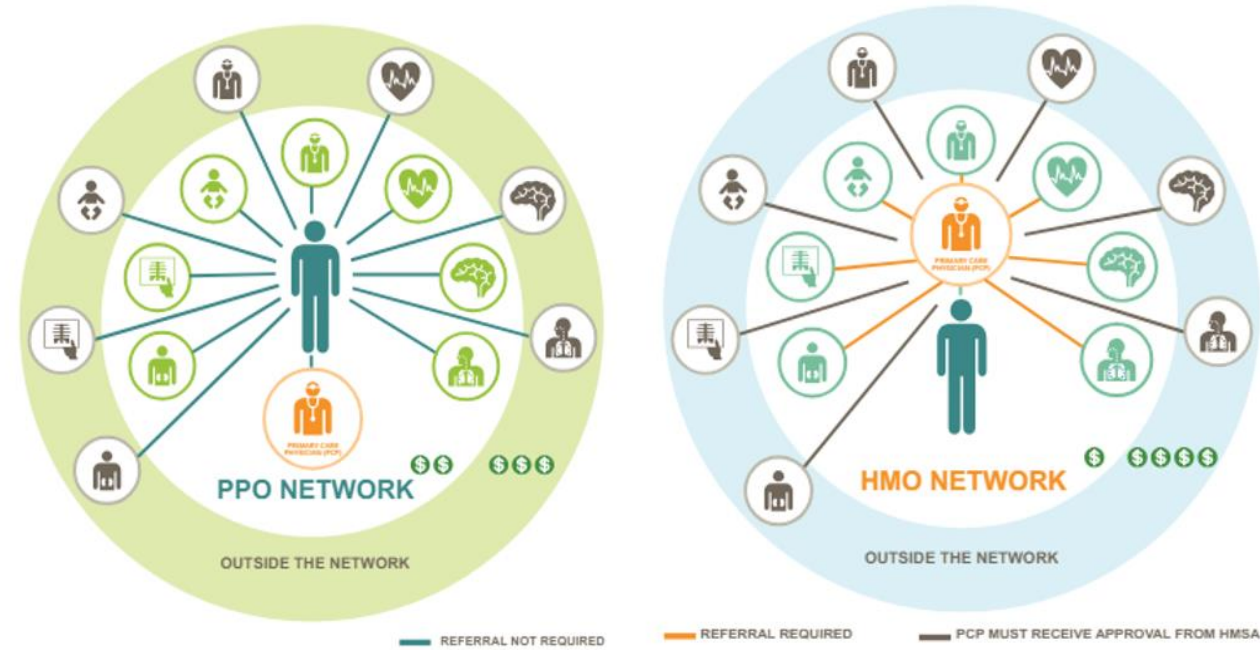 PRIMARY CARE
PHYSICIAN (PCP)
$$ $$$
PPO NETWORK
OUTSIDE THE NETWORK
REFERRAL NOT REQUIRED
PRIMARY CARE
PHYSICIAN (PCP)
$ $$$$
HMO NETWORK
OUTSIDE THE NETWORK
REFERRAL REQUIRED
PCP MUST RECEIVE APPROVAL FROM HMSA